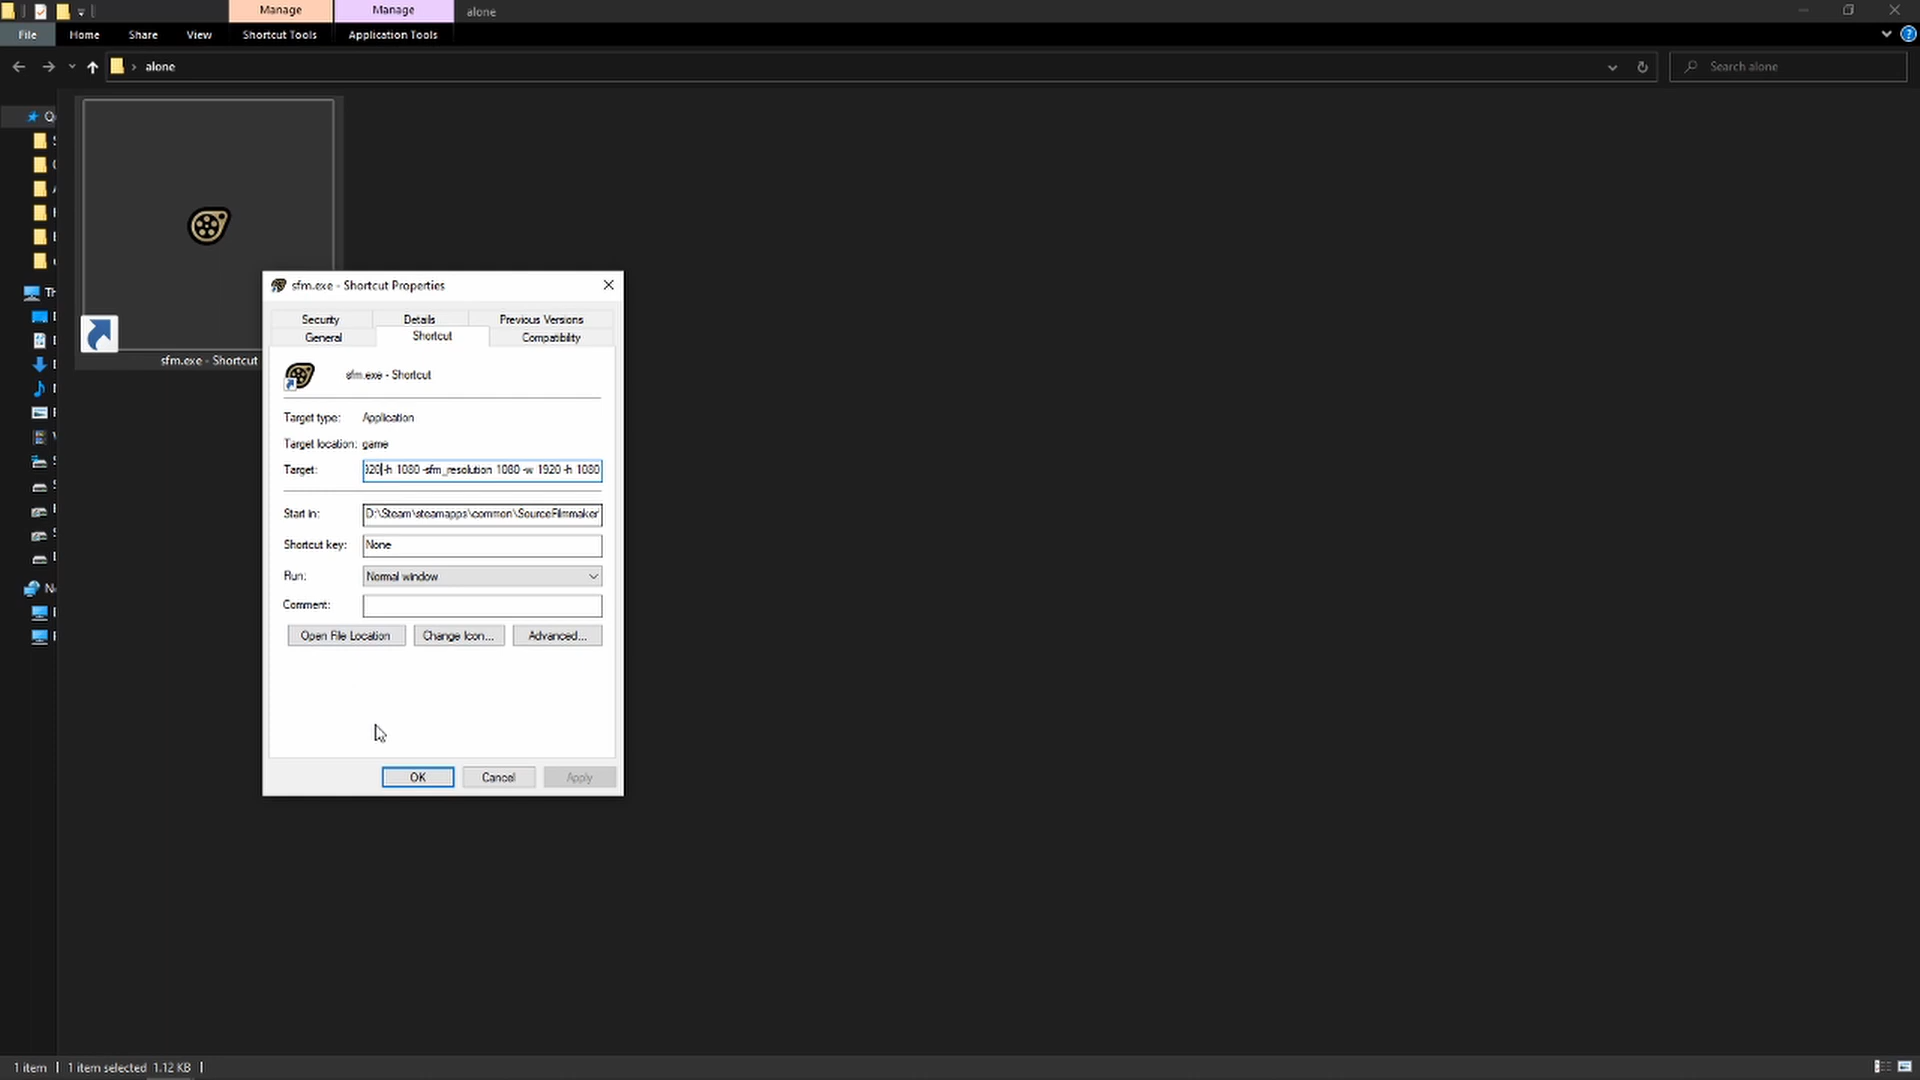 Manage Manage alone
File Home Share View Shortcut Tools Application Tools
alone
Search alone
sfm.exe - Shortcut
sfm.exe - Shortcut Properties
Security Details Previous Versions
General Shortcut Compatibility
sfm.exe - Shortcut
Target type: Application
Target location: game
Target: -h 1080 -sfm_resolution 1080 -w 1920 -h 1080
Start in: D:\Steam\steamapps\common\SourceFilmmaker
Shortcut key: None
Run: Normal window
Comment:
Open File Location Change Icon... Advanced...
OK Cancel Apply
1 item 1 item selected 1.12 KB